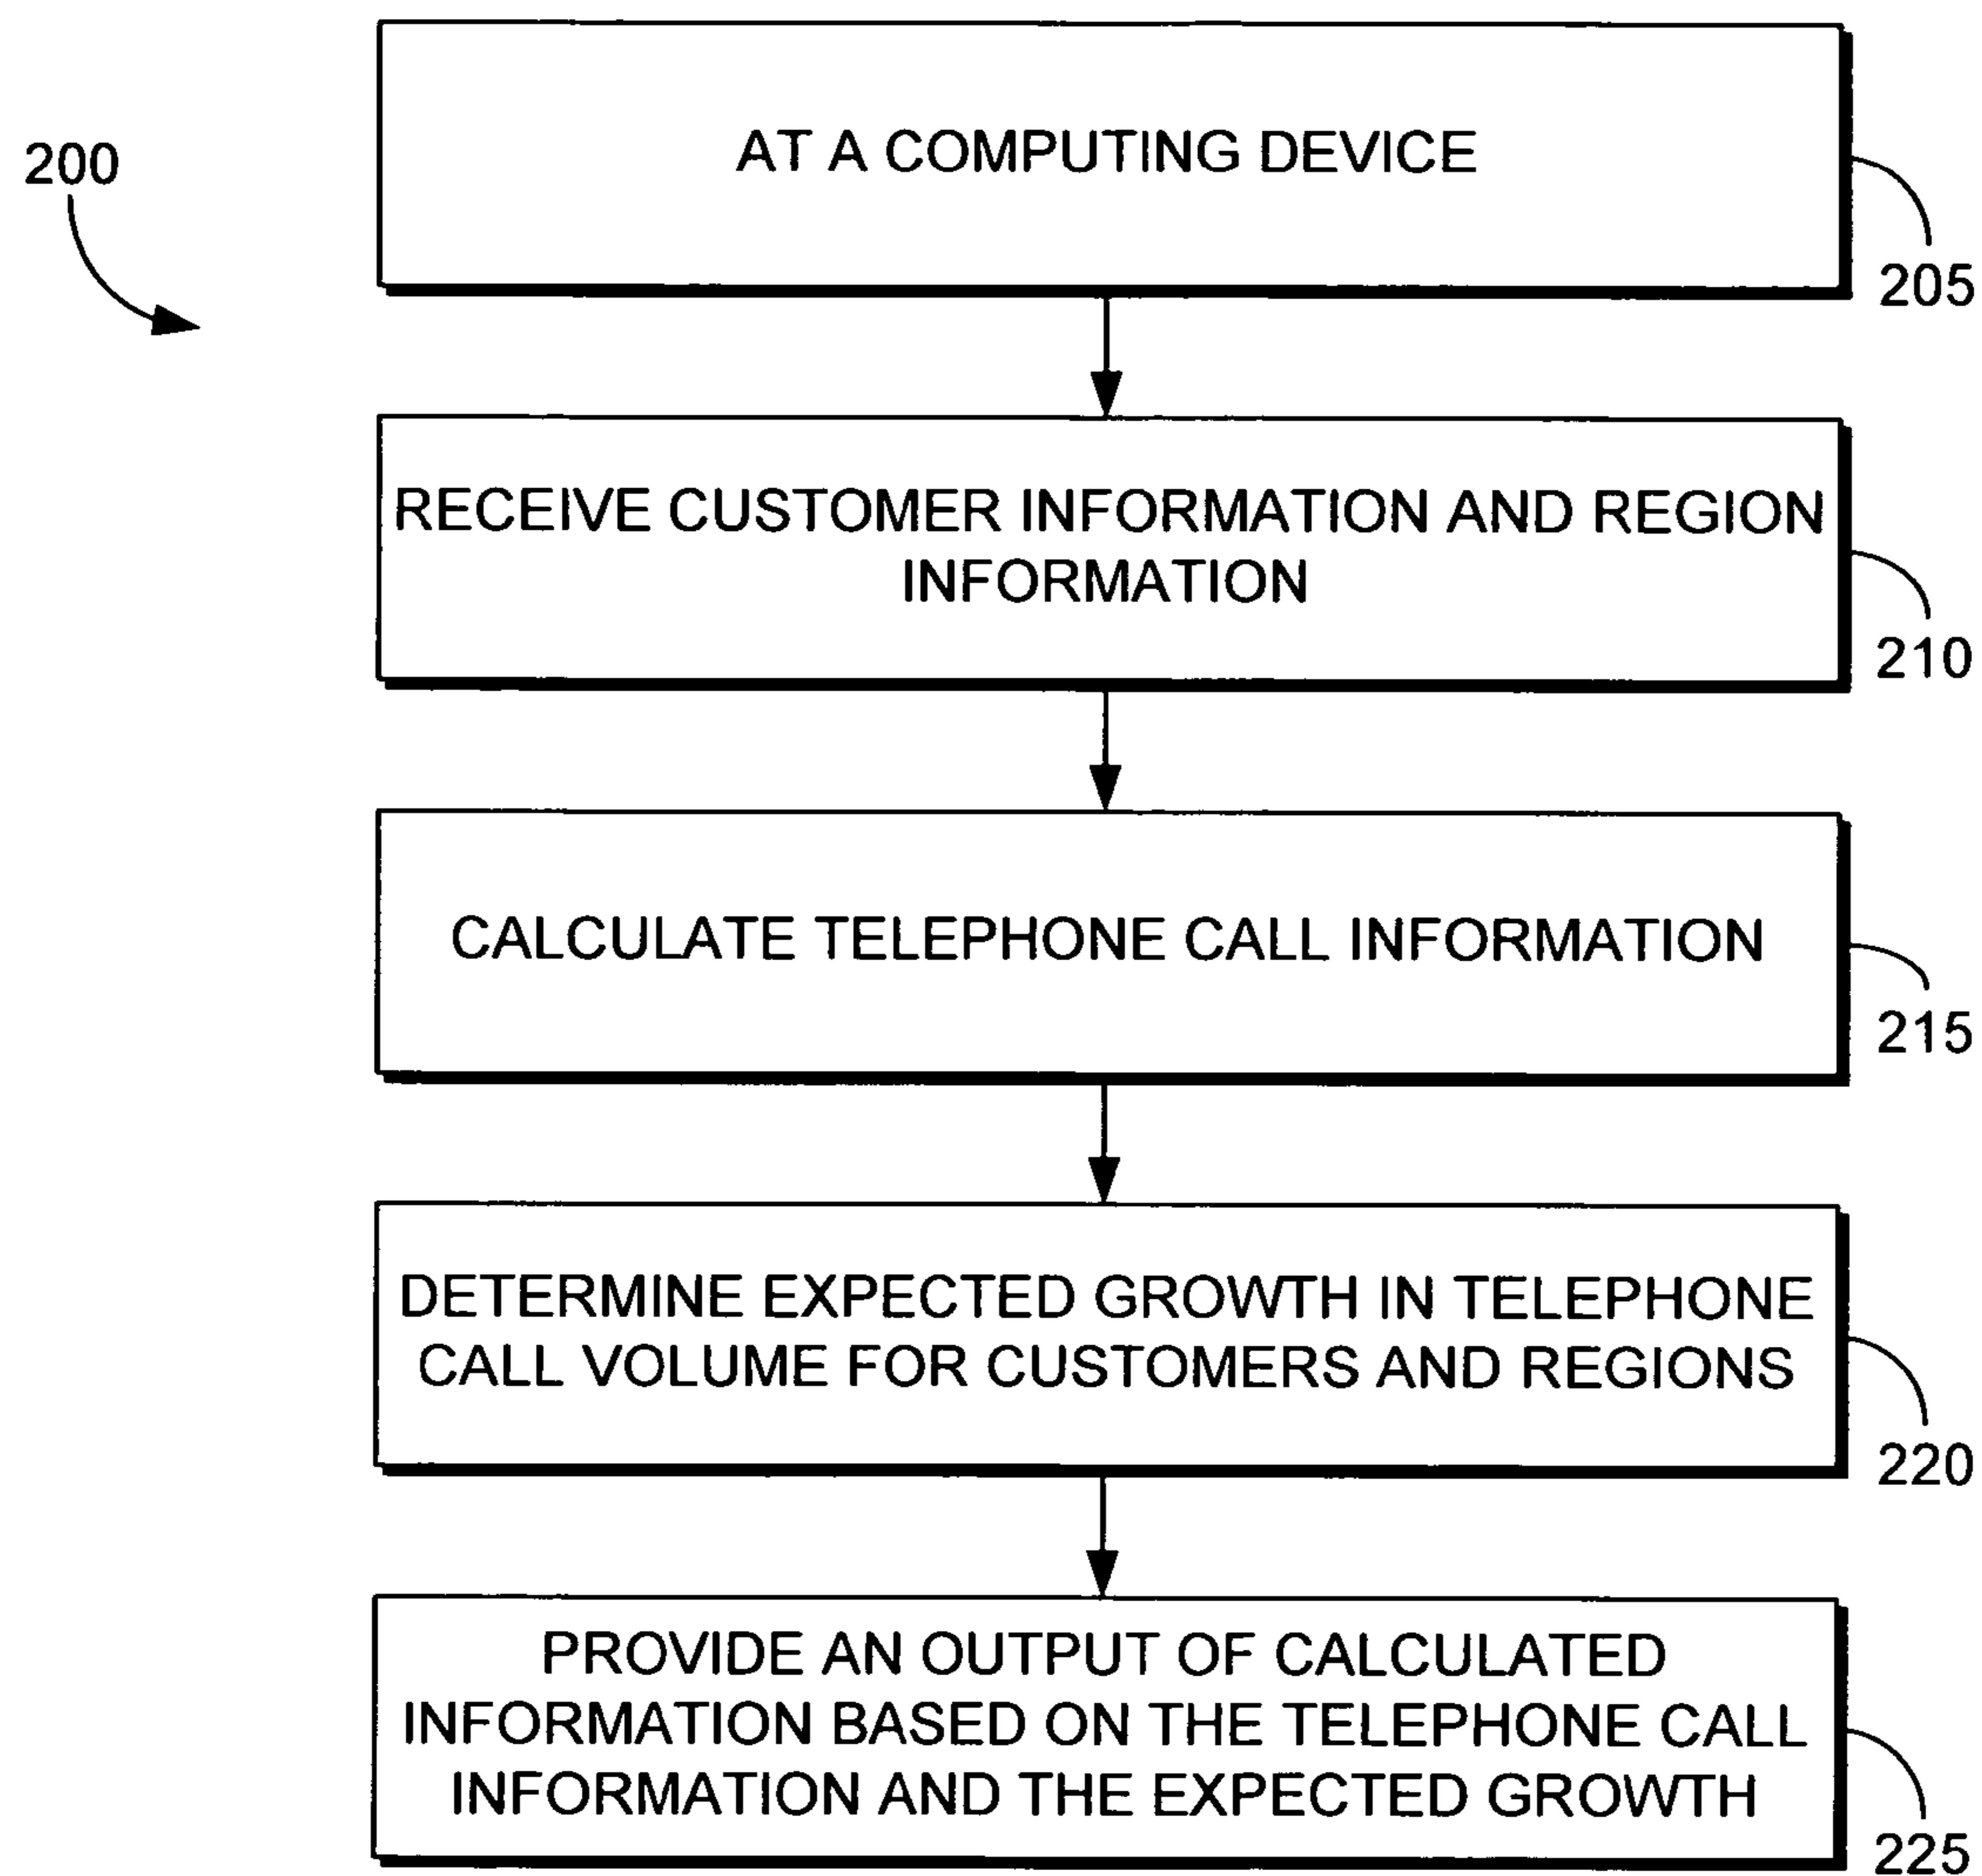 AT A COMPUTING DEVICE
200
205
RECEIVE CUSTOMER INFORMATION AND REGION
INFORMATION
210
CALCULATE TELEPHONE CALL INFORMATION
215
DETERMINE EXPECTED GROWTH IN TELEPHONE
CALL VOLUME FOR CUSTOMERS AND REGIONS
220
PROVIDE AN OUTPUT OF CALCULATED
INFORMATION BASED ON THE TELEPHONE CALL
INFORMATION AND THE EXPECTED GROWTH
225